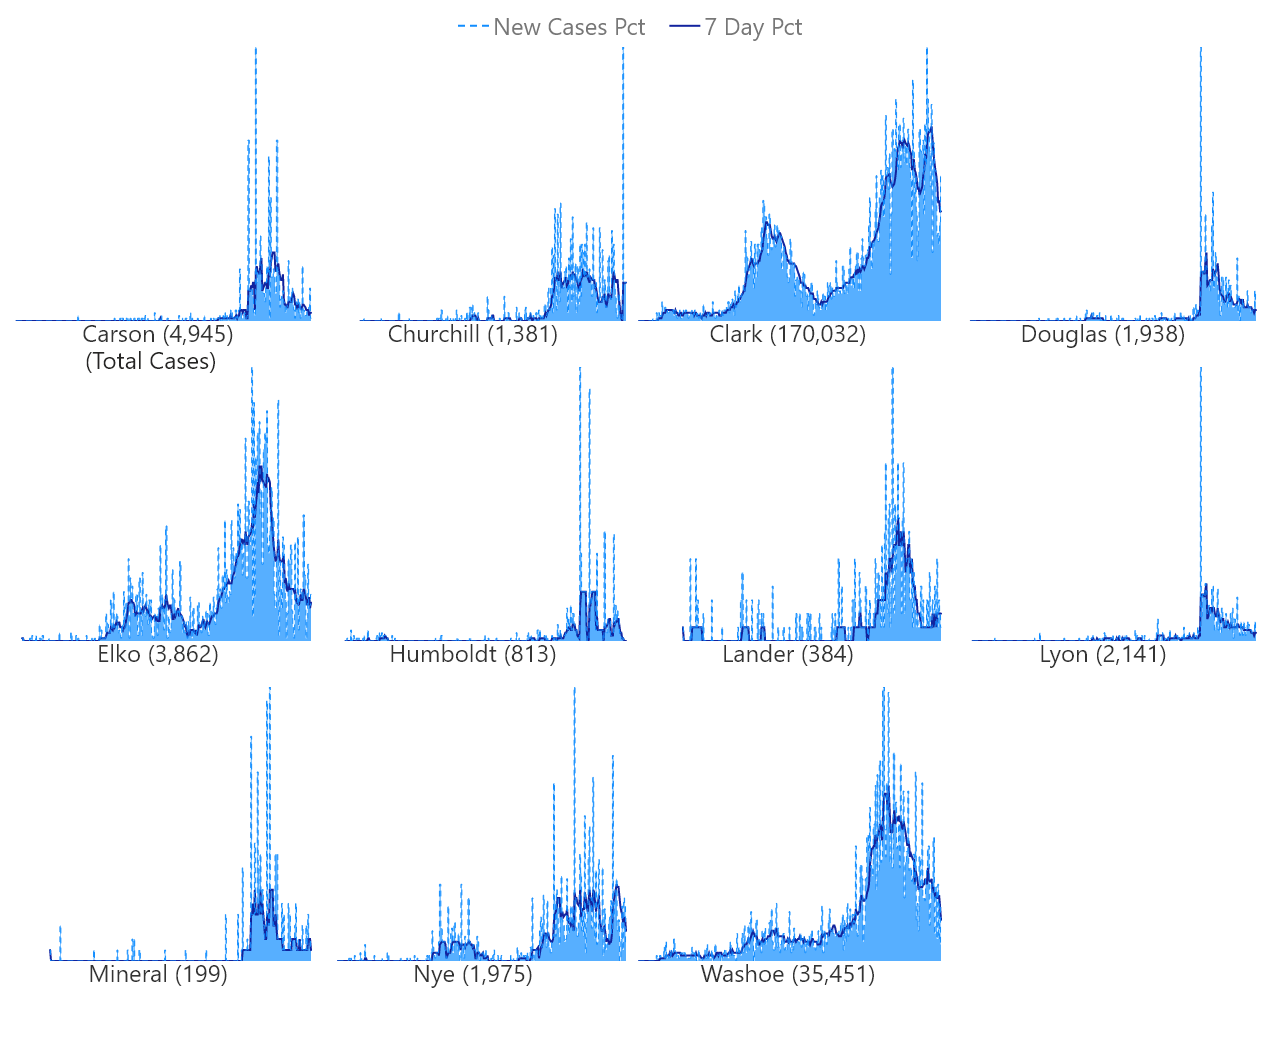 New Cases Pct 7 Day Pct
Carson (4,945) Churchill (1,381) Clark (170,032) Douglas (1,938)
(Total Cases)
Elko (3,862) Humboldt (813) Lander (384) Lyon (2,141)
Mineral (199) Nye (1,975) Washoe (35,451)